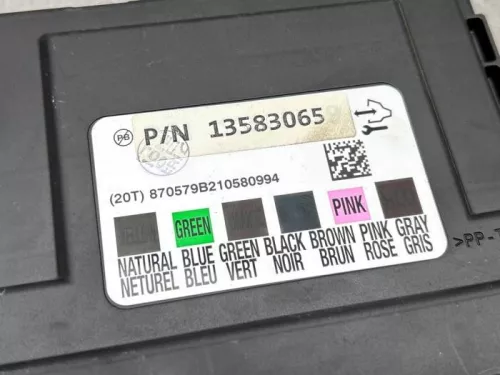 PB
P/N 13583065
(20T) 870579B210580994
GREEN PINK
NATURAL BLUE GREEN BLACK BROWN PINK GRAY
NETUREL BLEU VERT NOIR BRUN ROSE GRIS
>PP-T